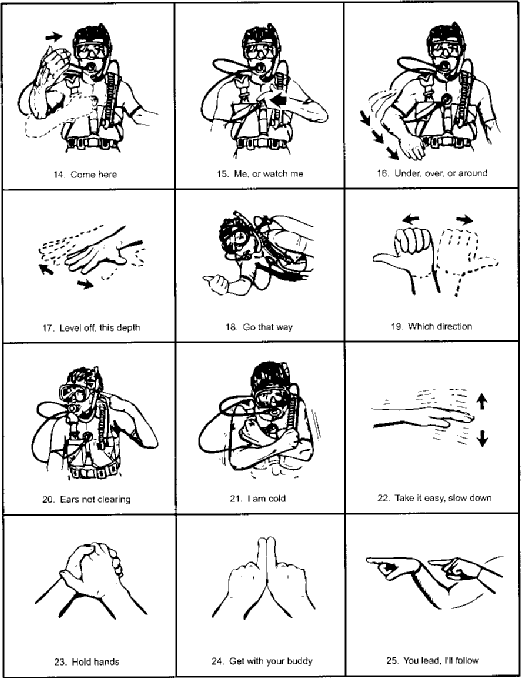 14. Come here
15. Me, or watch me
16. Under, over, or around
17. Level off, this depth
18. Go that way
19. Which direction
20. Ears not clearing
21. I am cold
22. Take it easy, slow down
23. Hold hands
24. Get with your buddy
25. You lead, I'll follow